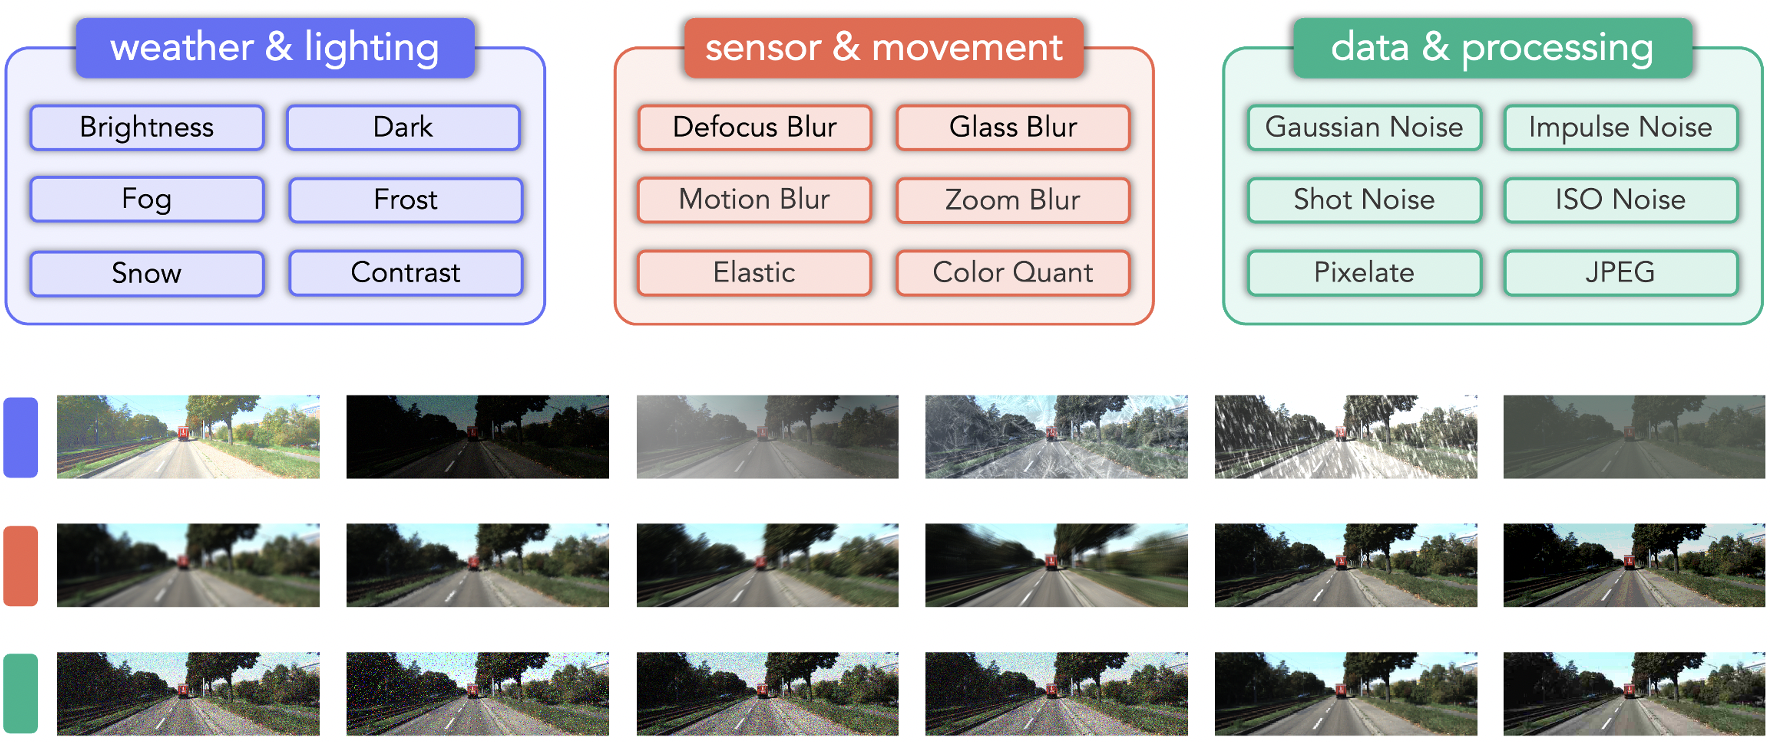 weather & lighting
Brightness
Dark
Fog
Frost
Snow
Contrast
sensor & movement
Defocus Blur
Glass Blur
Motion Blur
Zoom Blur
Elastic
Color Quant
data & processing
Gaussian Noise
Impulse Noise
Shot Noise
ISO Noise
Pixelate
JPEG